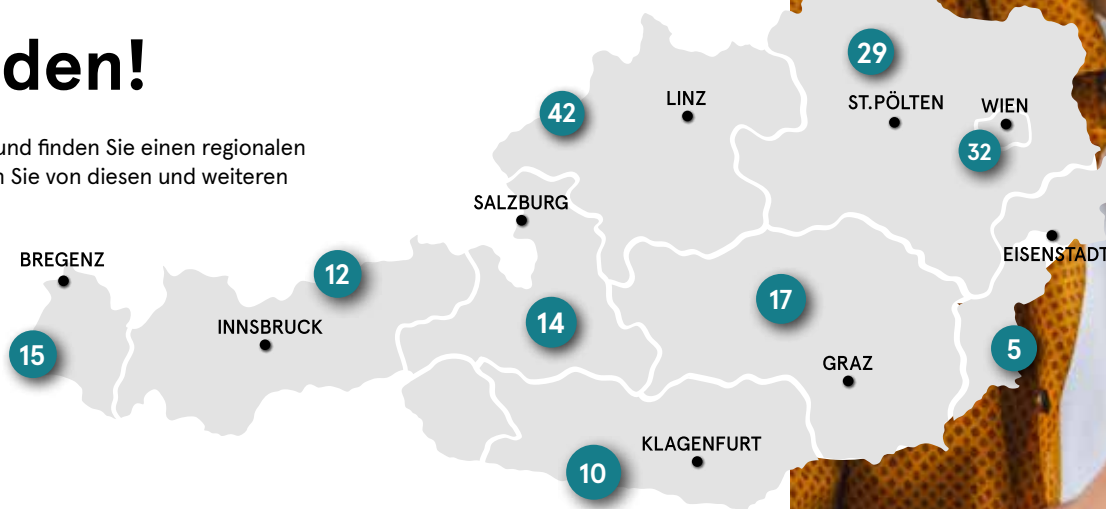 den!
und finden Sie einen regionalen
Sie von diesen und weiteren
29
42
LINZ
ST.PÖLTEN
WIEN
32
SALZBURG
BREGENZ
EISENSTADT
12
17
14
INNSBRUCK
15
5
GRAZ
KLAGENFURT
10